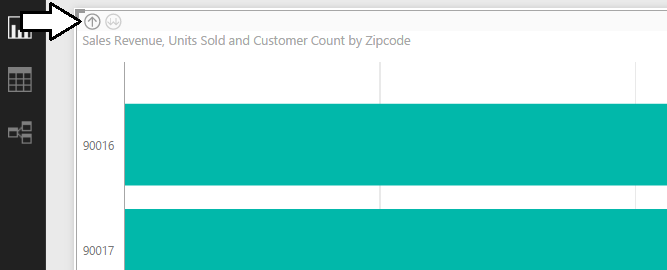 Sales Revenue, Units Sold and Customer Count by Zipcode
90016
90017